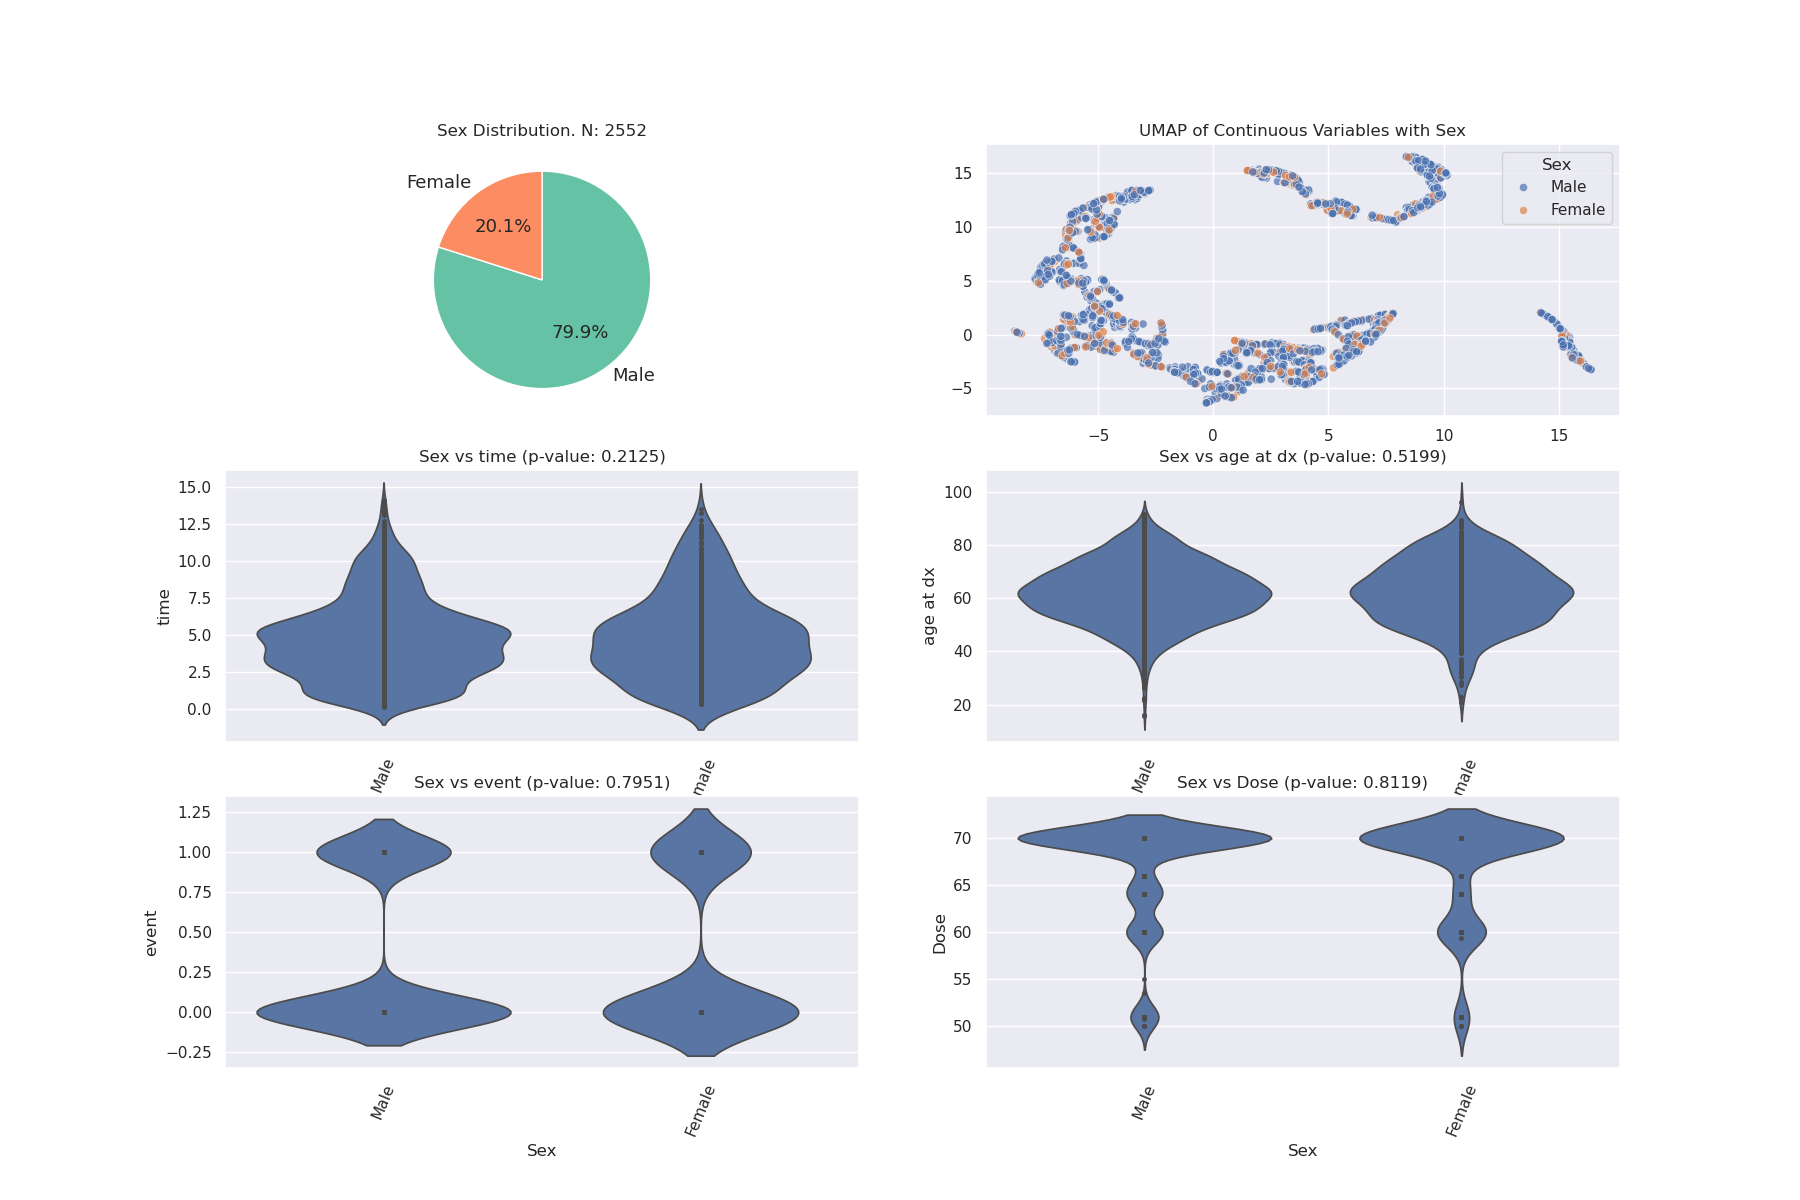 Sex Distribution. N: 2552
Female
20.1%
79.9%
Male
UMAP of Continuous Variables with Sex
Sex
Male
Female
15
10
5
0
−5
−5 0 5 10 15
Sex vs time (p-value: 0.2125)
time
15.0
12.5
10.0
7.5
5.0
2.5
0.0
Male
male
Sex vs age at dx (p-value: 0.5199)
age at dx
100
80
60
40
20
Male
male
Sex vs event (p-value: 0.7951)
event
1.25
1.00
0.75
0.50
0.25
0.00
−0.25
Male
Female
Sex
Sex vs Dose (p-value: 0.8119)
Dose
70
65
60
55
50
Male
Female
Sex